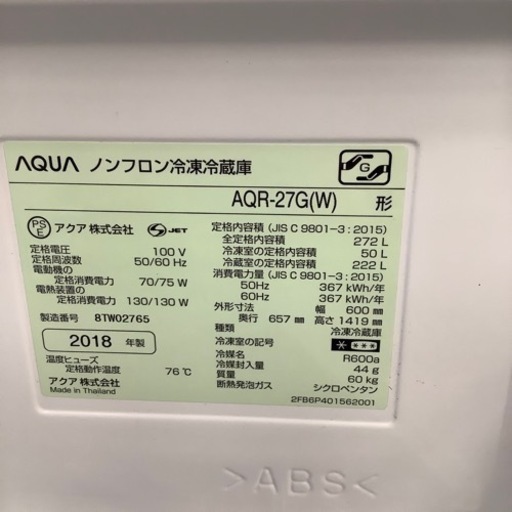 AQUA ノンフロン冷凍冷蔵庫
G
AQR-27G(W) 形
PS E アクア株式会社 S JET
定格電圧 100 V
定格周波数 50/60 Hz
電動機の
定格消費電力 70/75 W
電熱装置の
定格消費電力 130/130 W
製造番号 8TW02765
2018 年製
温度ヒューズ
定格動作温度 76℃
アクア株式会社
Made in Thailand
定格内容積 (JIS C 9801-3 : 2015)
全定格内容積 272 L
冷凍室の定格内容積 50 L
冷蔵室の定格内容積 222 L
消費電力量 (JIS C 9801-3 : 2015)
50Hz 367 kWh/年
60Hz 367 kWh/年
外形寸法 幅 600 mm
奥行 657 mm 高さ 1419 mm
種類 冷凍冷蔵庫
冷凍室の記号
冷媒名 R600a
冷媒封入量 44 g
質量 60 kg
断熱発泡ガス シクロペンタン
2FB6P401562001
>ABS<